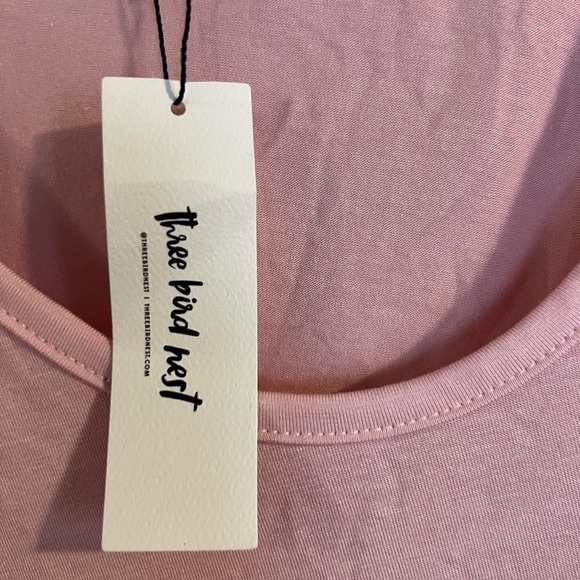 three bird nest
@THREEBIRDNEST | THREEBIRDNEST.COM